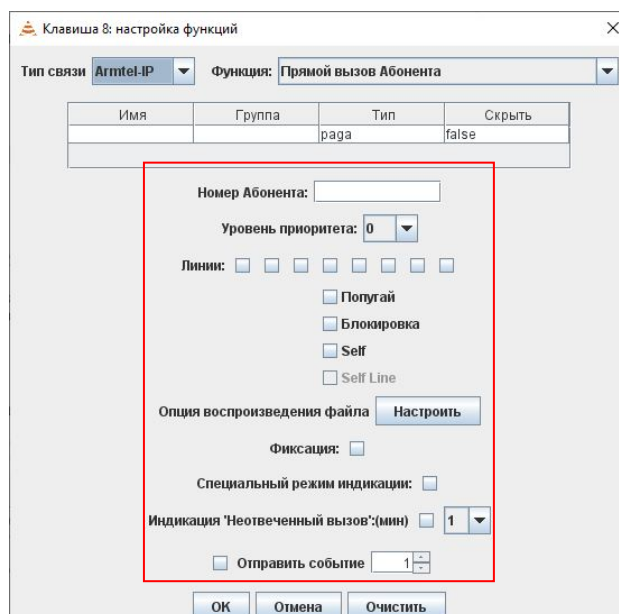 Клавиша 8: настройка функций
Тип связи Armtel-IP Функция: Прямой вызов Абонента
Имя Группа Тип Скрыть
paga false
Номер Абонента:
Уровень приоритета: 0
Линии:
Попугай
Блокировка
Self
Self Line
Опция воспроизведения файла Настроить
Фиксация:
Специальный режим индикации:
Индикация 'Неотвеченный вызов':(мин) 1
Отправить событие 1
OK Отмена Очистить